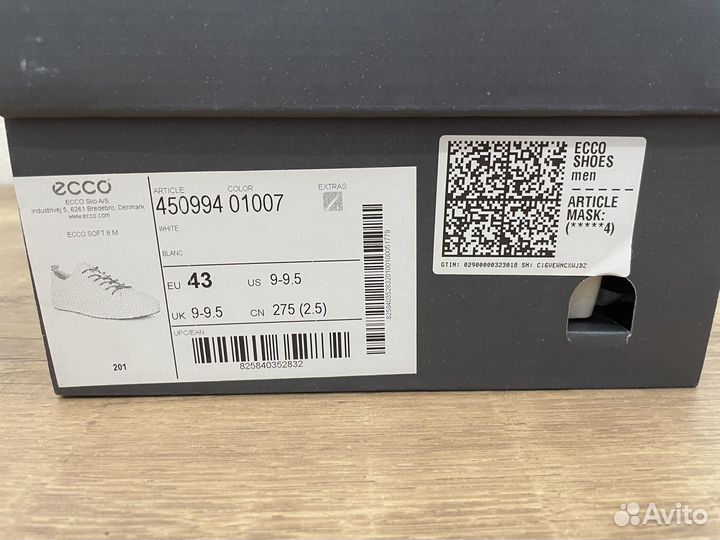 ecco
ECCO Sko A/S
Industrivej 5, 6261 Bredebro, Denmark
www.ecco.com
ECCO SOFT 8 M
201
ARTICLE COLOR EXTRAS
450994 01007
WHITE
BLANC
EU 43 US 9-9.5
UK 9-9.5 CN 275 (2.5)
UPC/EAN
825840352832
ECCO
SHOES
men
ARTICLE
MASK:
(*****4)
GTIN: 02900000323018 SN: C:6VEWNCXWJDZ
Avito